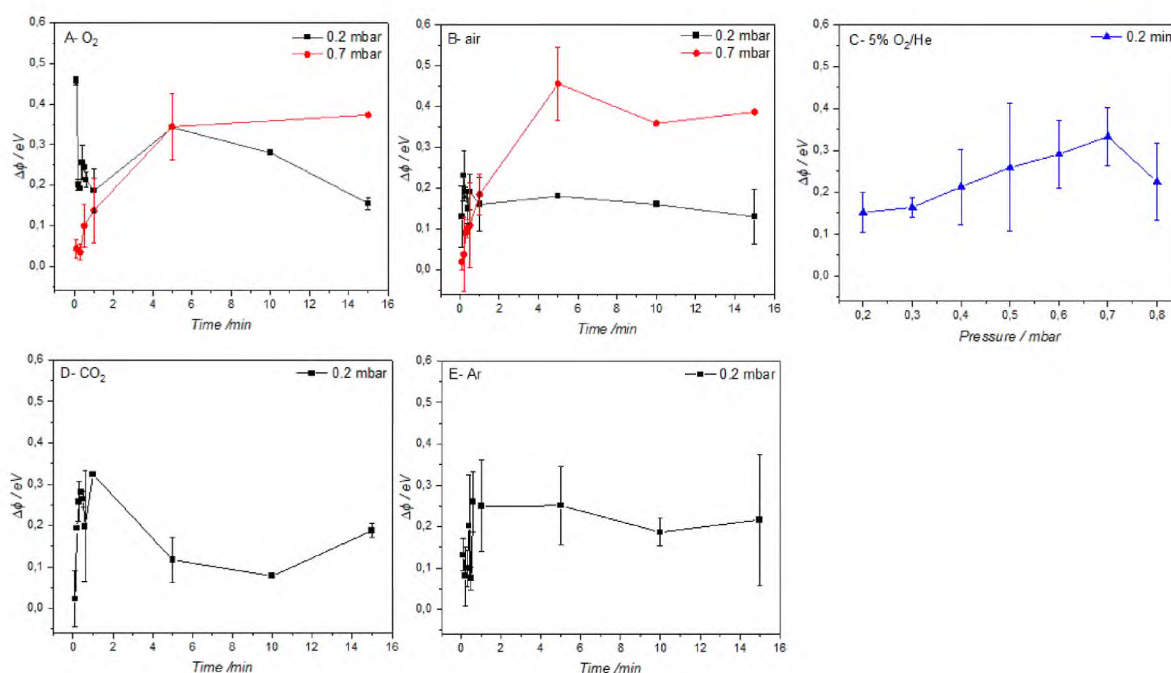 A- O₂
0.2 mbar
0.7 mbar
0,6
0,5
0,4
0,3
0,2
0,1
0,0
Δϕ / eV
0 2 4 6 8 10 12 14 16
Time /min
B- air
0.2 mbar
0.7 mbar
0,6
0,5
0,4
0,3
0,2
0,1
0,0
Δϕ / eV
0 2 4 6 8 10 12 14 16
Time /min
C- 5% O₂/He
0.2 min
0,6
0,5
0,4
0,3
0,2
0,1
0,0
Δϕ / eV
0,2 0,3 0,4 0,5 0,6 0,7 0,8
Pressure / mbar
D- CO₂
0.2 mbar
0,6
0,5
0,4
0,3
0,2
0,1
0,0
Δϕ / eV
0 2 4 6 8 10 12 14 16
Time /min
E- Ar
0.2 mbar
0,6
0,5
0,4
0,3
0,2
0,1
0,0
Δϕ / eV
0 2 4 6 8 10 12 14 16
Time /min